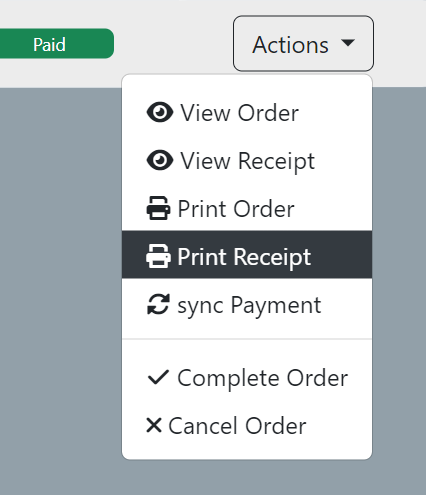 Paid
Actions
View Order
View Receipt
Print Order
Print Receipt
sync Payment
Complete Order
Cancel Order